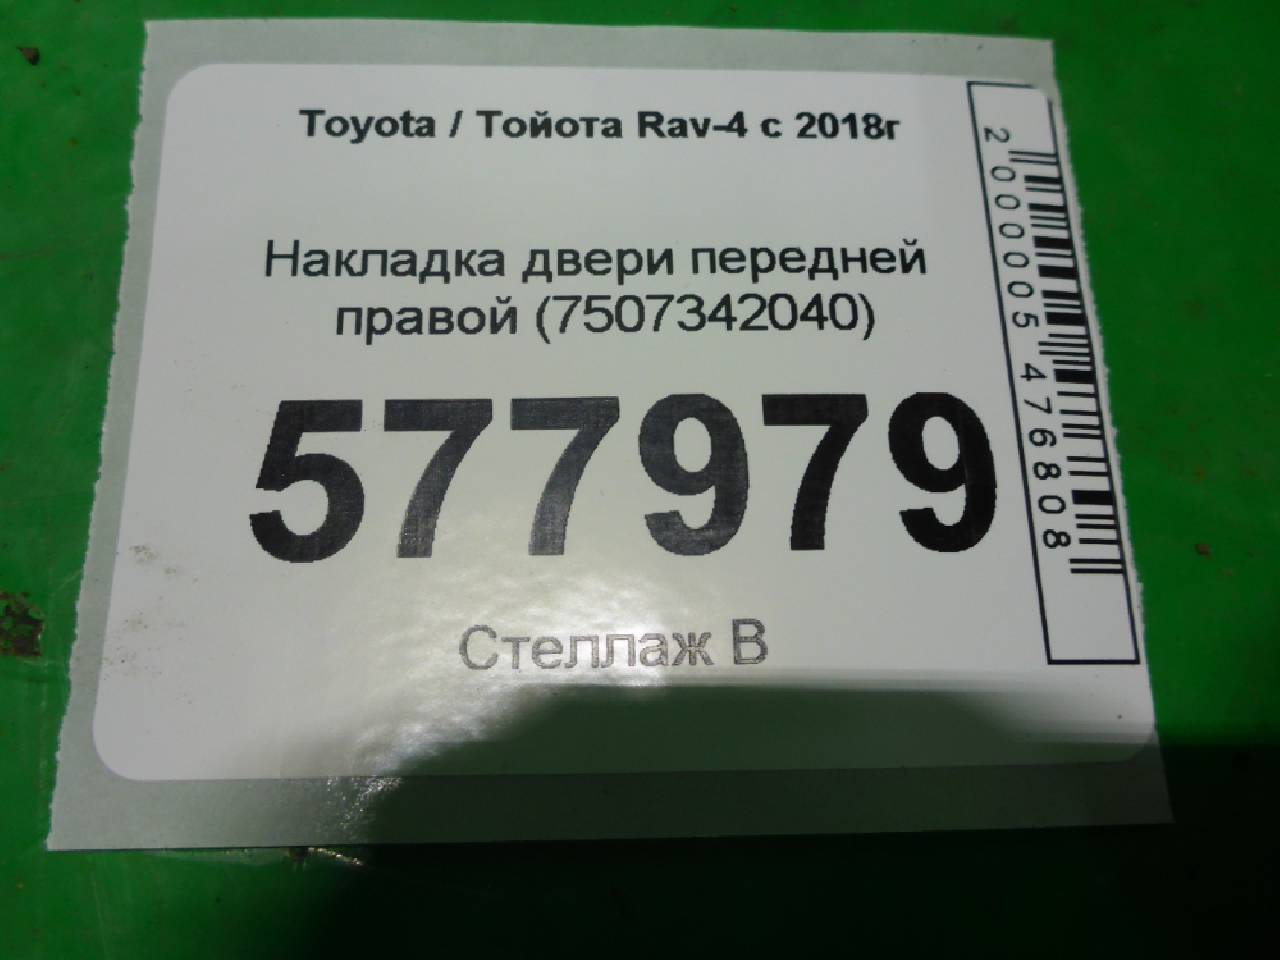 Toyota / Тойота Rav-4 с 2018г
Накладка двери передней
правой (7507342040)
577979
Стеллаж В
2000005476808